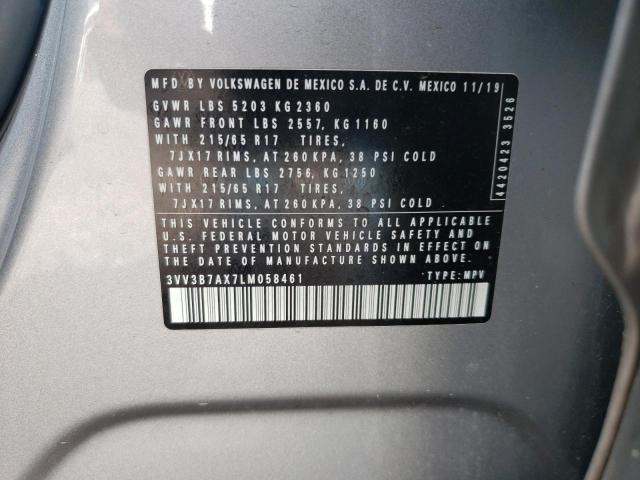 MFD BY VOLKSWAGEN DE MEXICO S.A. DE C.V. MEXICO 11/19
GVWR LBS 5203 KG 2360
GAWR FRONT LBS 2557, KG 1160
WITH 215/65 R17 TIRES,
7JX17 RIMS, AT 260 KPA, 38 PSI COLD
GAWR REAR LBS 2756, KG 1250
WITH 215/65 R17 TIRES,
7JX17 RIMS, AT 260 KPA, 38 PSI COLD
THIS VEHICLE CONFORMS TO ALL APPLICABLE
U.S. FEDERAL MOTOR VEHICLE SAFETY AND
THEFT PREVENTION STANDARDS IN EFFECT ON
THE DATE OF MANUFACTURE SHOWN ABOVE.
3VV3B7AX7LM058461 TYPE: MPV
4420423 3526